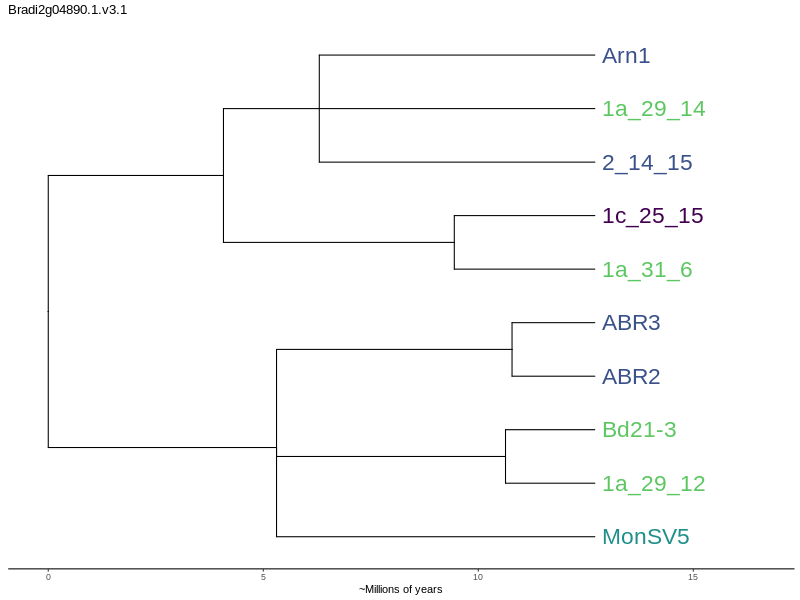 Bradi2g04890.1.v3.1
Arn1
1a_29_14
2_14_15
1c_25_15
1a_31_6
ABR3
ABR2
Bd21-3
1a_29_12
MonSV5
0 5 10 15
~Millions of years